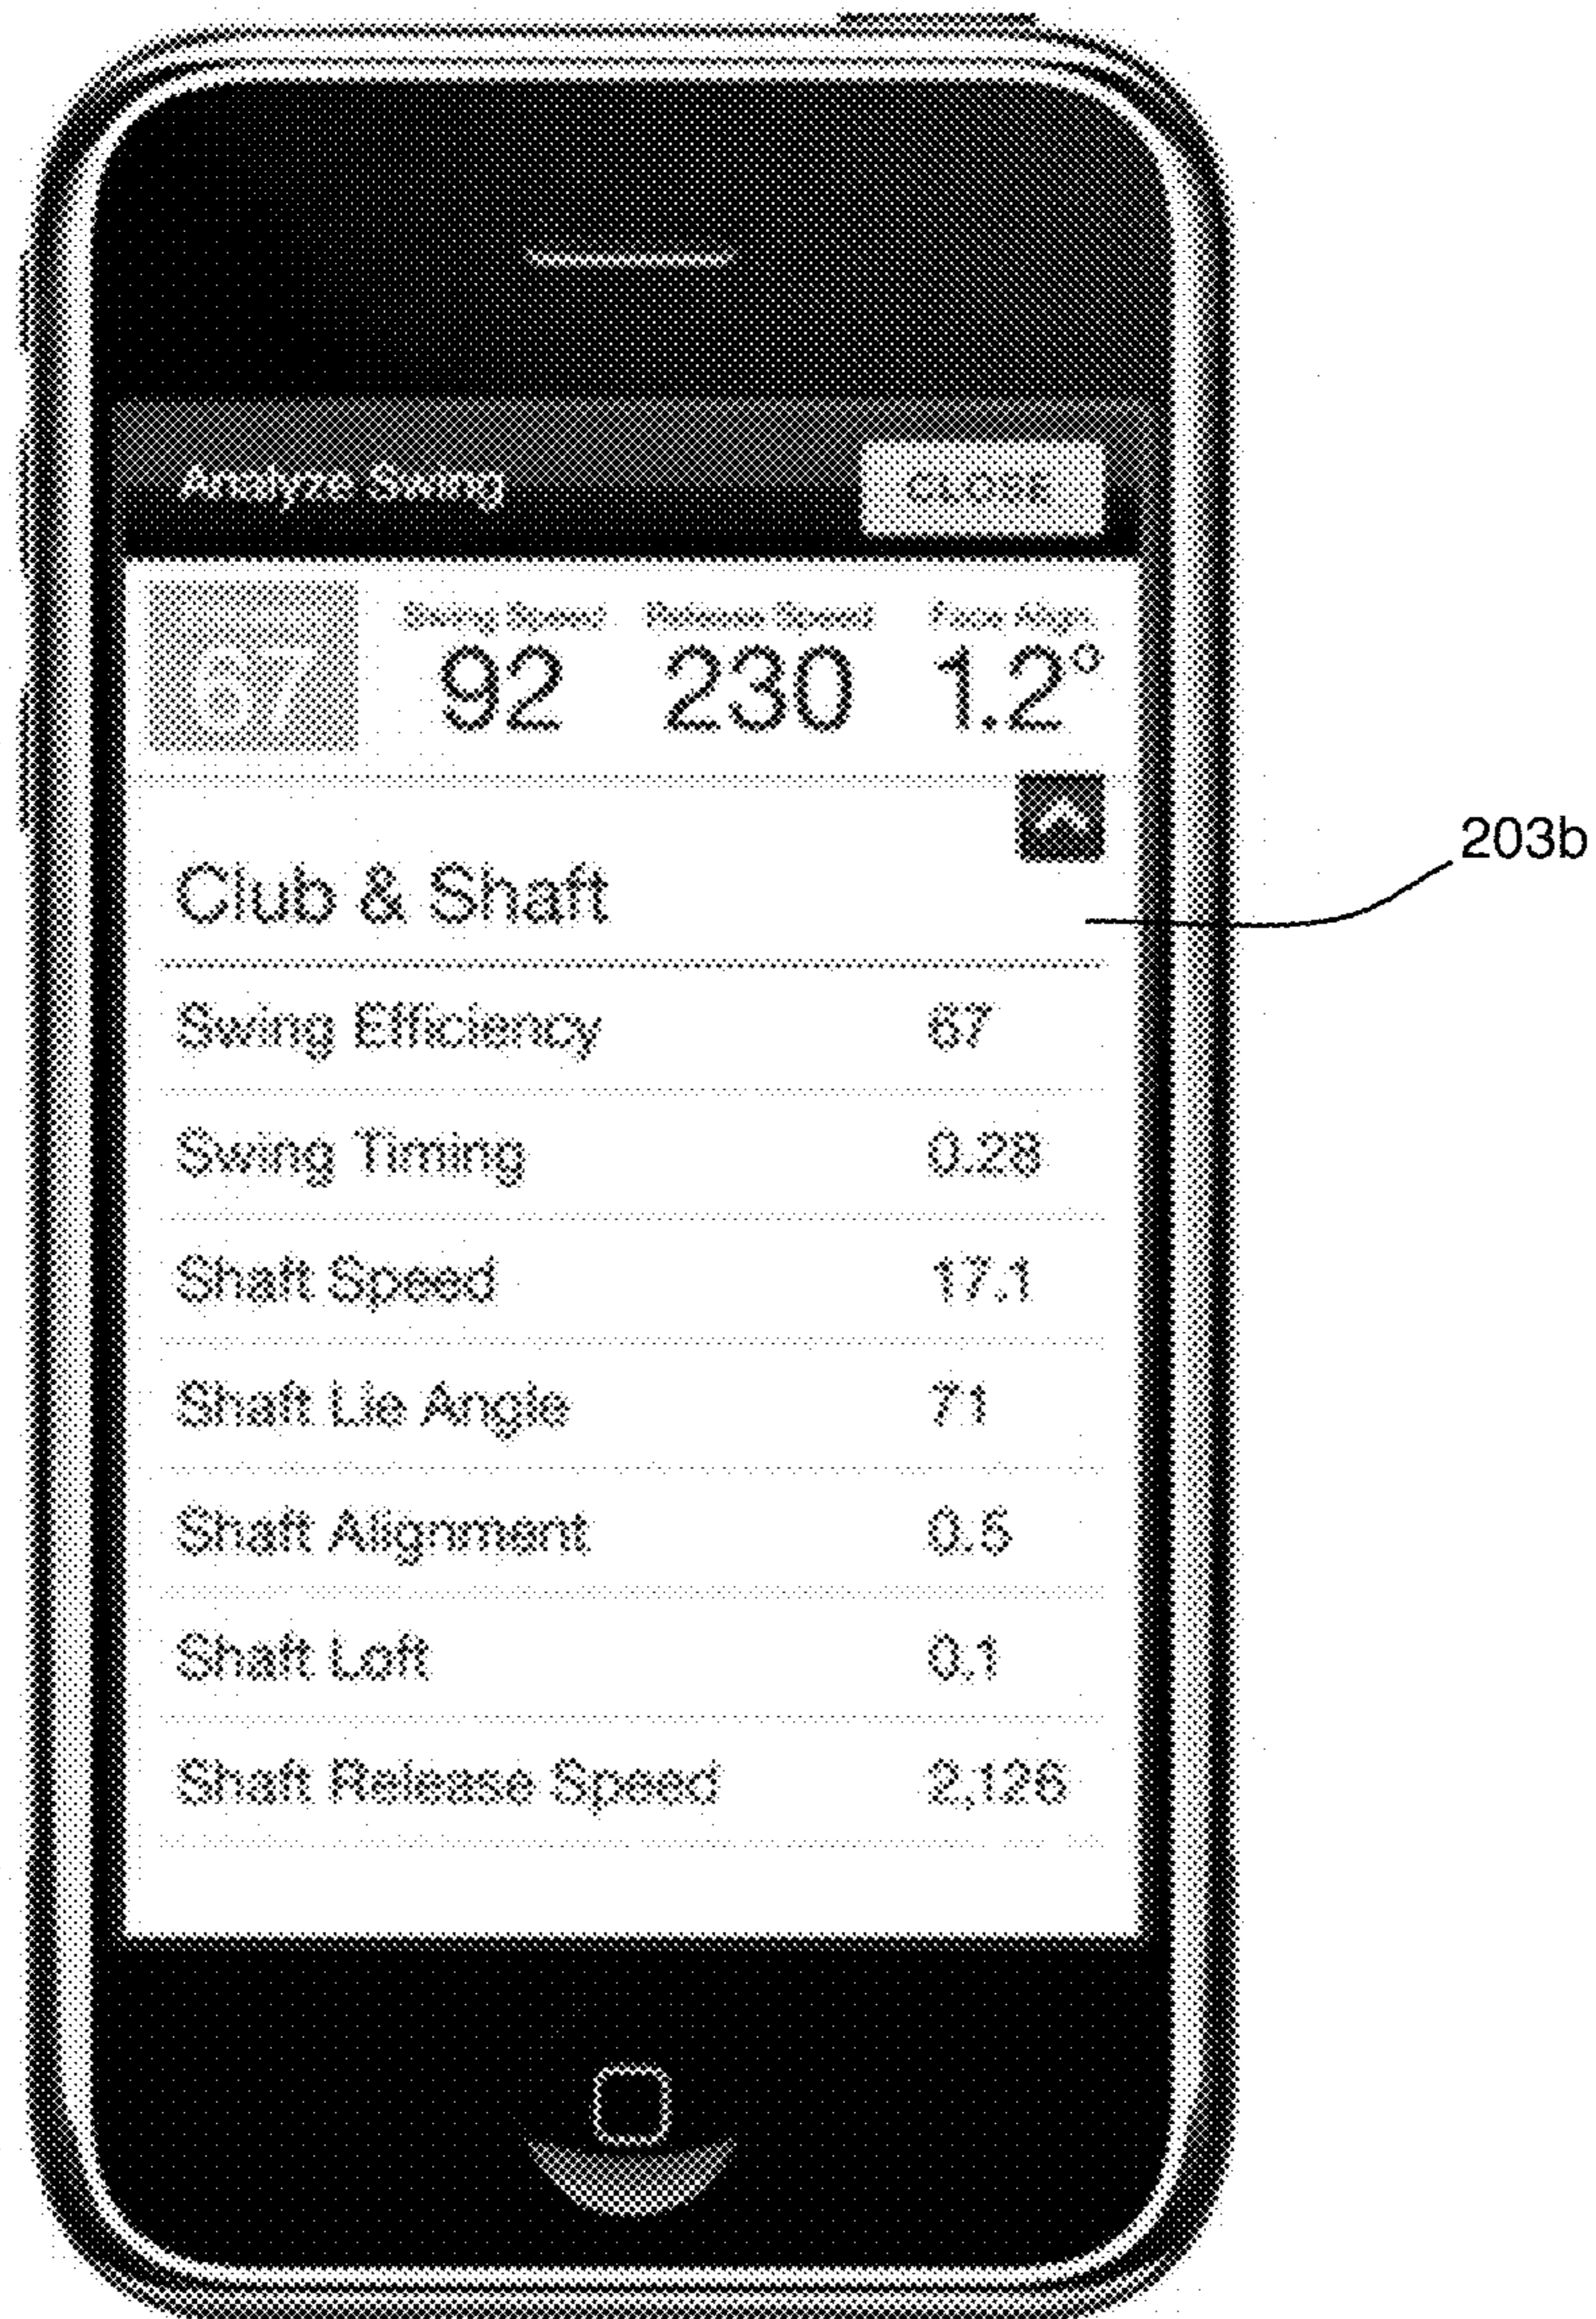 Analyze Swing CLOSE
Swing Speed Release Speed Face Align
67 92 230 1.2°
203b
Club & Shaft
Swing Efficiency 67
Swing Timing 0.28
Shaft Speed 17.1
Shaft Lie Angle 71
Shaft Alignment 0.5
Shaft Loft 0.1
Shaft Release Speed 2,126